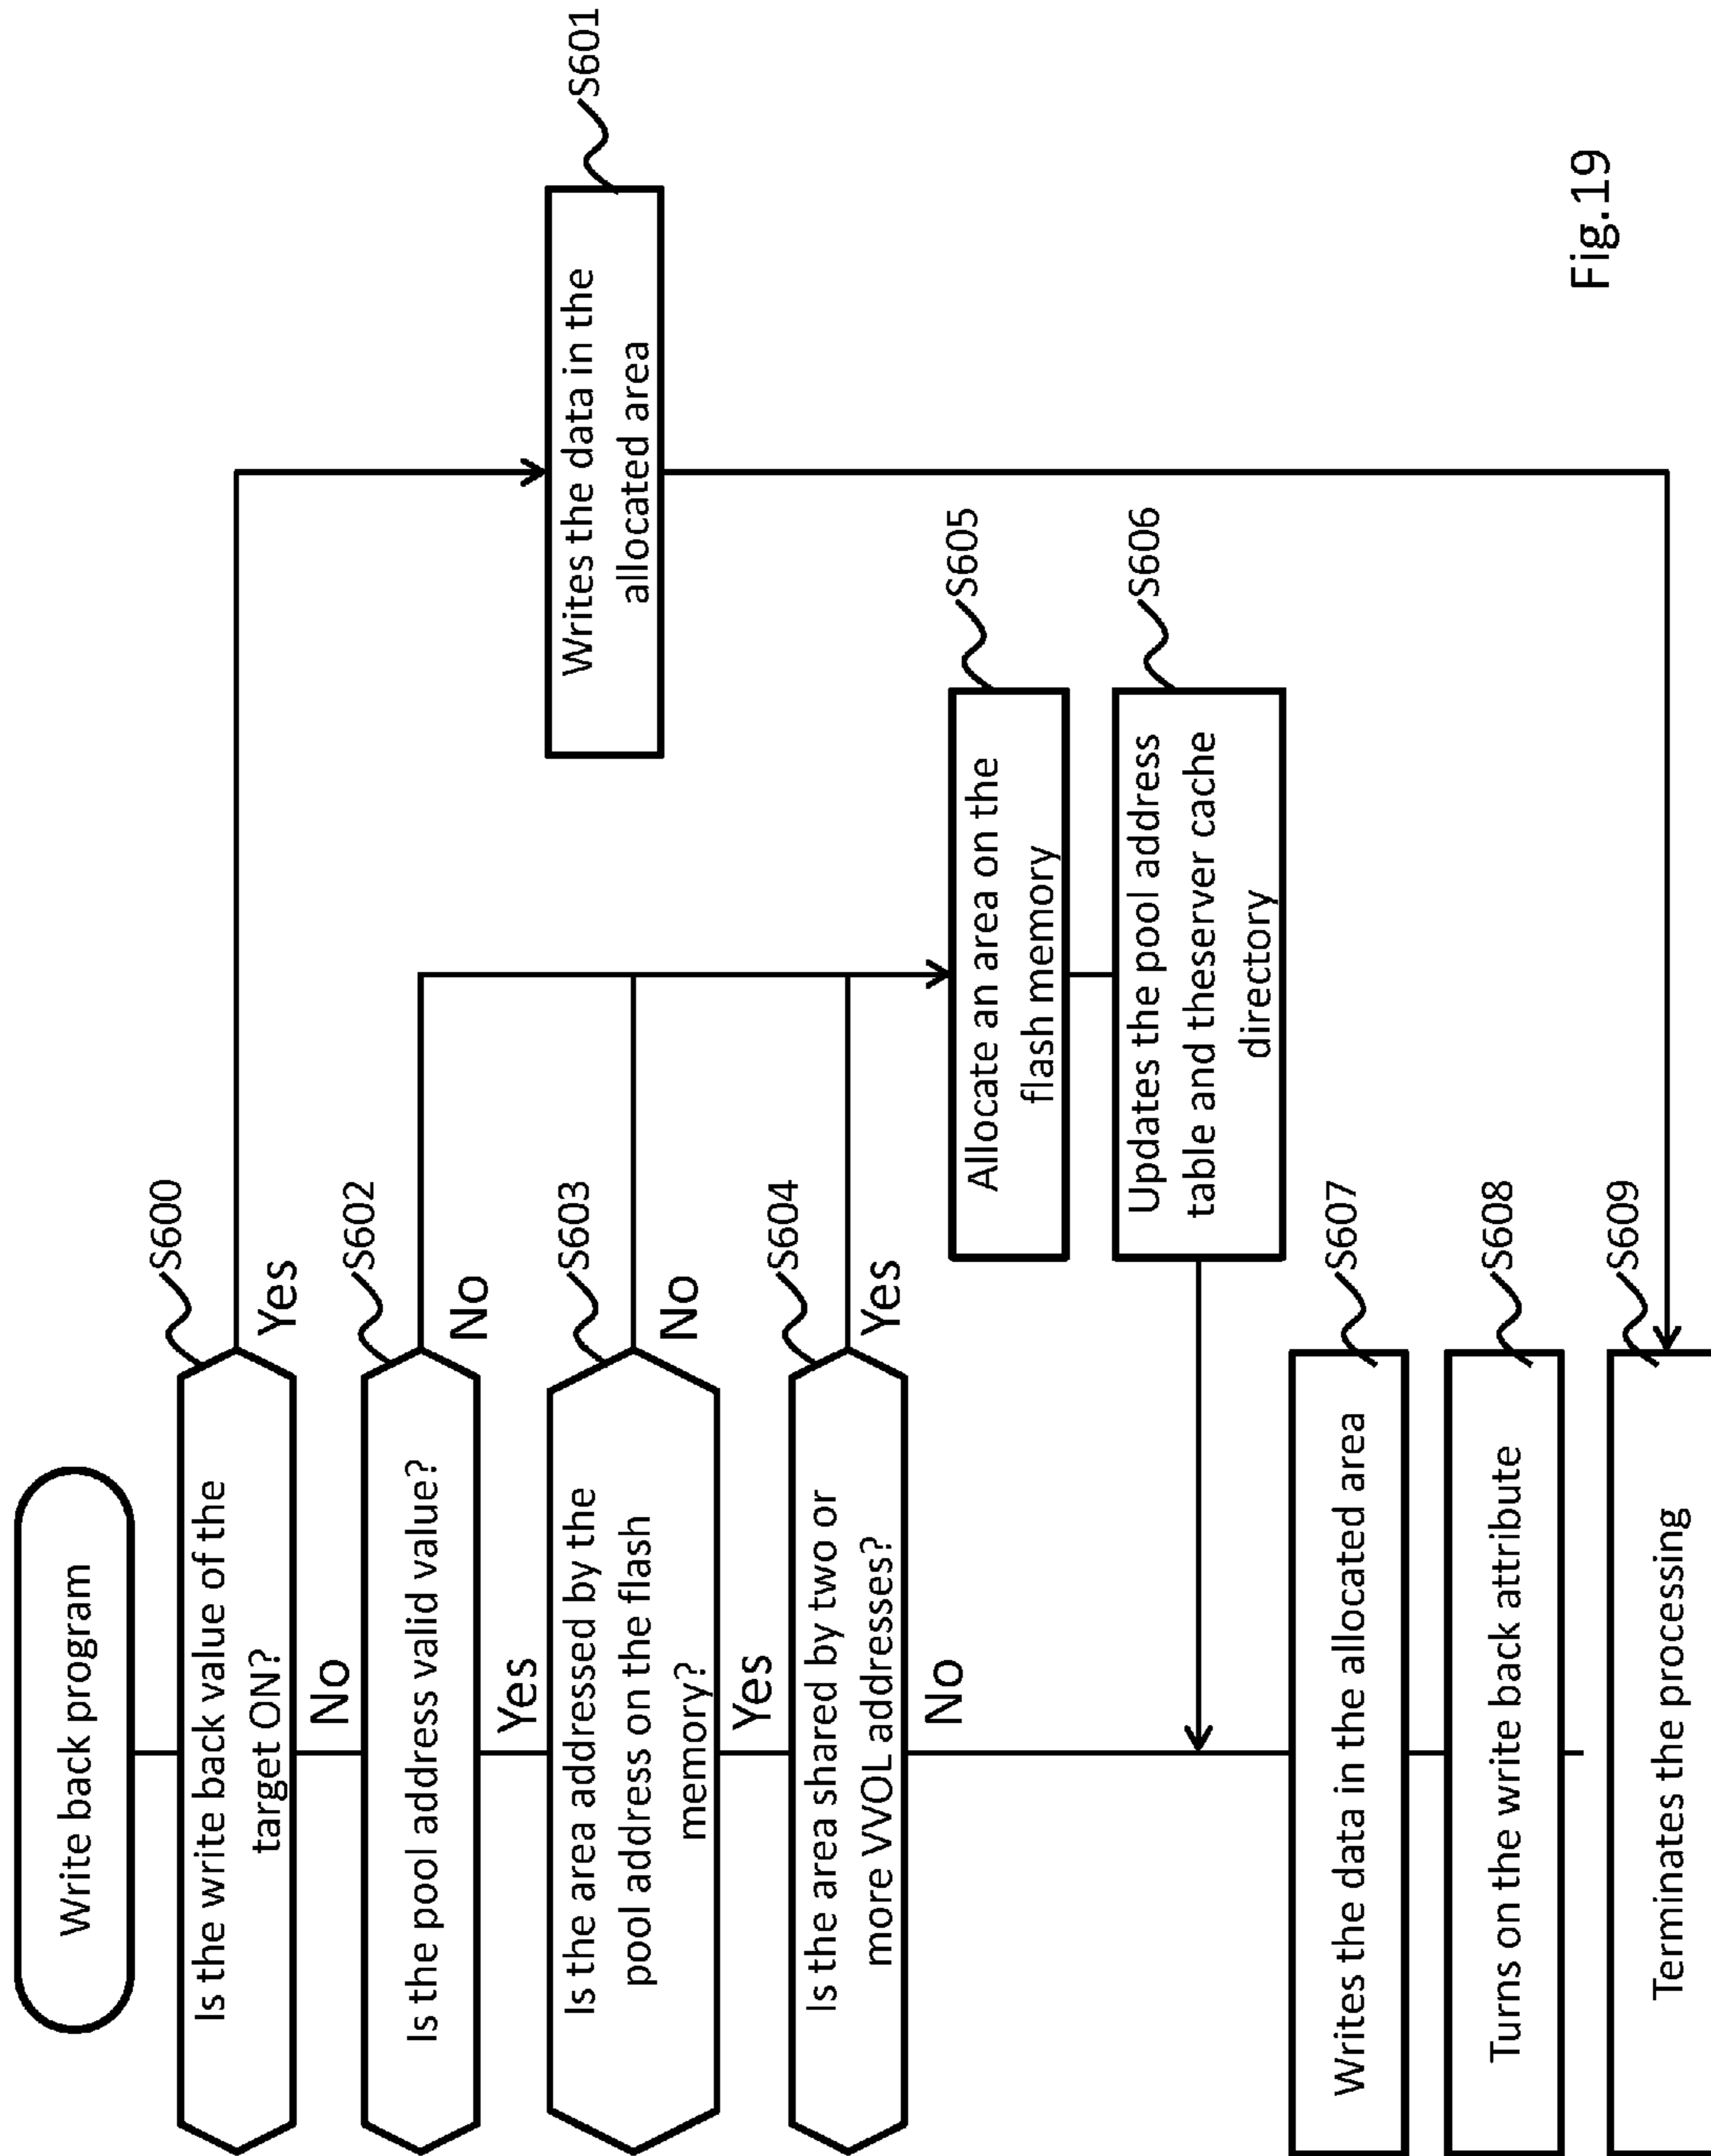 Write back program
S600
Is the write back value of the
target ON?
Yes
No
S601
Writes the data in the
allocated area
S602
Is the pool address valid value?
No
Yes
S603
Is the area addressed by the
pool address on the flash
memory?
No
Yes
S604
Is the area shared by two or
more VVOL addresses?
Yes
No
S605
Allocate an area on the
flash memory
S606
Updates the pool address
table and theserver cache
directory
S607
Writes the data in the allocated area
S608
Turns on the write back attribute
S609
Terminates the processing
Fig.19